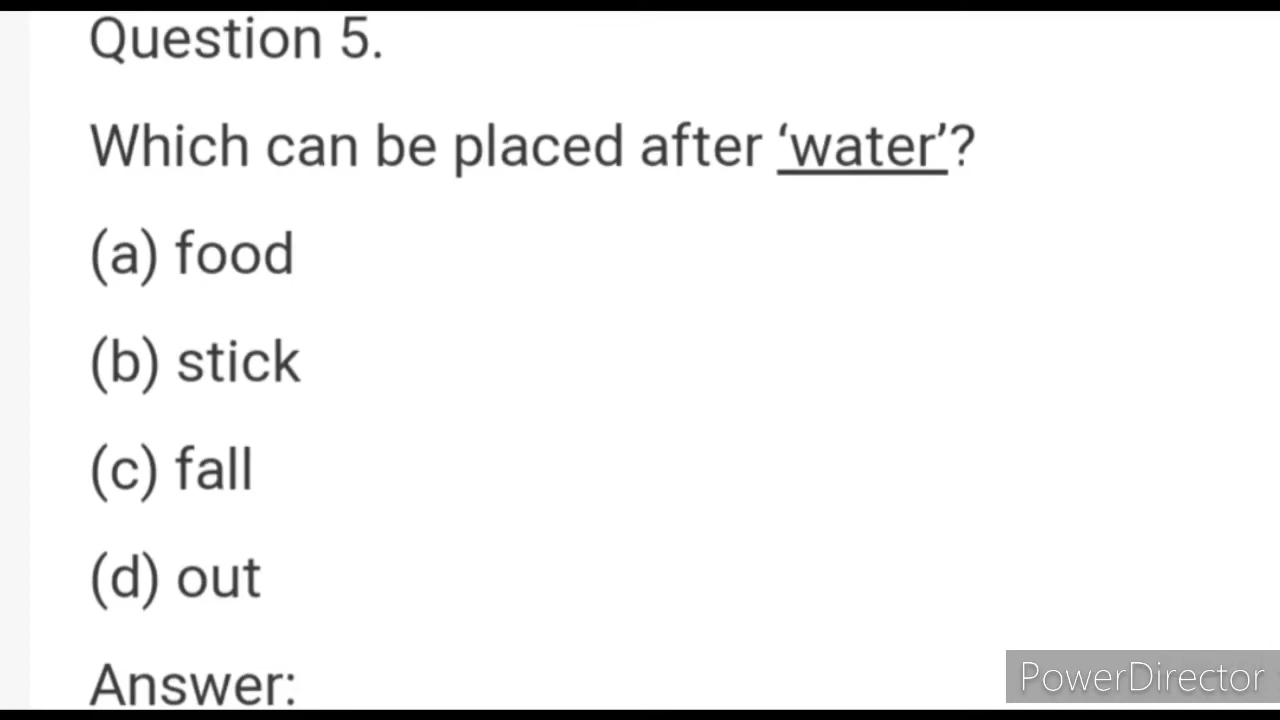 Question 5.
Which can be placed after ‘water’?
(a) food
(b) stick
(c) fall
(d) out
Answer:
PowerDirector